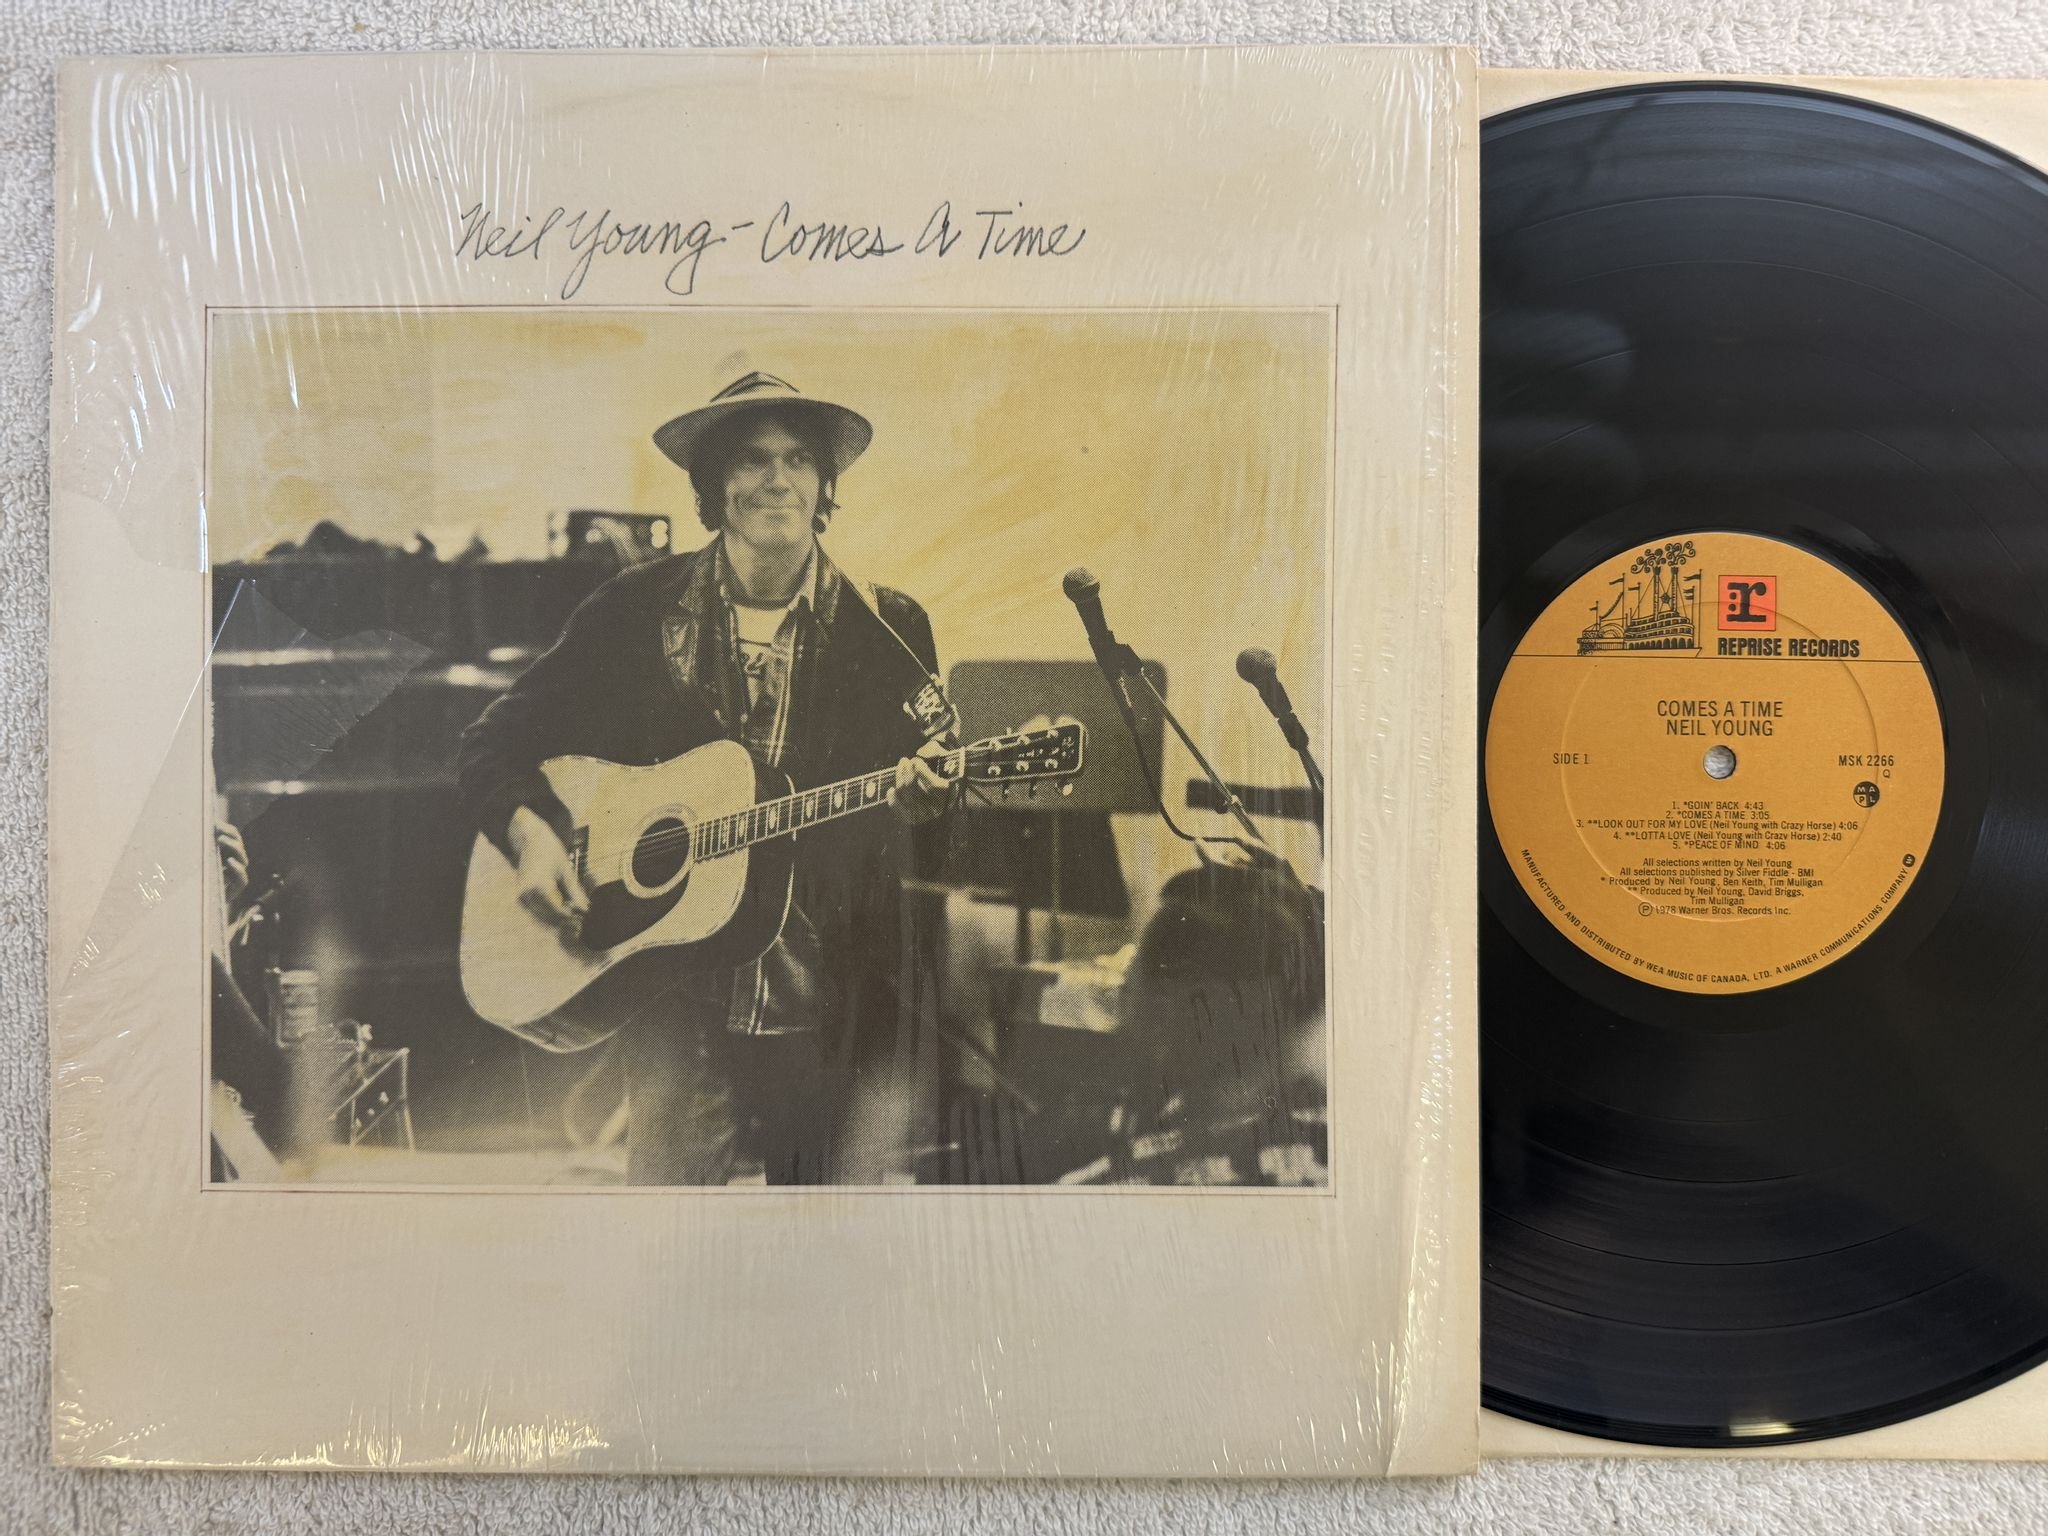 Neil Young - Comes A Time
r
REPRISE RECORDS
COMES A TIME
NEIL YOUNG
SIDE 1
MSK 2266
Q
MA
PL
1. *GOIN' BACK 4:43
2. *COMES A TIME 3:05
3. **LOOK OUT FOR MY LOVE (Neil Young with Crazy Horse) 4:06
4. **LOTTA LOVE (Neil Young with Crazy Horse) 2:40
5. *PEACE OF MIND 4:06
All selections written by Neil Young
All selections published by Silver Fiddle - BMI
* Produced by Neil Young, Ben Keith, Tim Mulligan
** Produced by Neil Young, David Briggs,
Tim Mulligan
Ⓟ 1978 Warner Bros. Records Inc.
MANUFACTURED AND DISTRIBUTED BY WEA MUSIC OF CANADA, LTD. A WARNER COMMUNICATIONS COMPANY